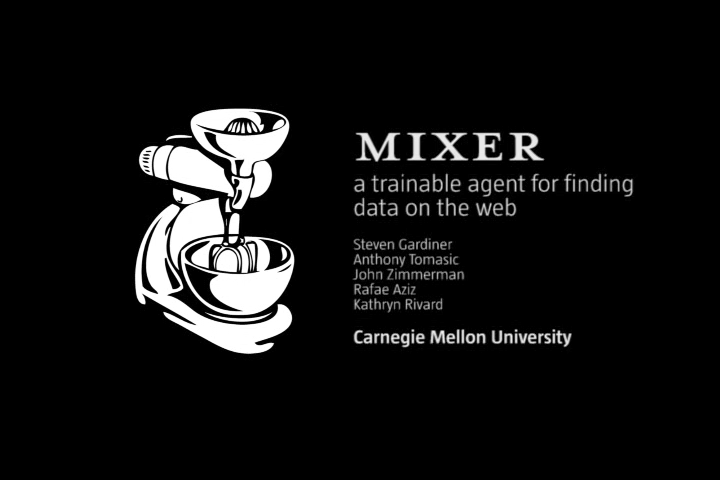 MIXER
a trainable agent for finding
data on the web
Steven Gardiner
Anthony Tomasic
John Zimmerman
Rafae Aziz
Kathryn Rivard
Carnegie Mellon University